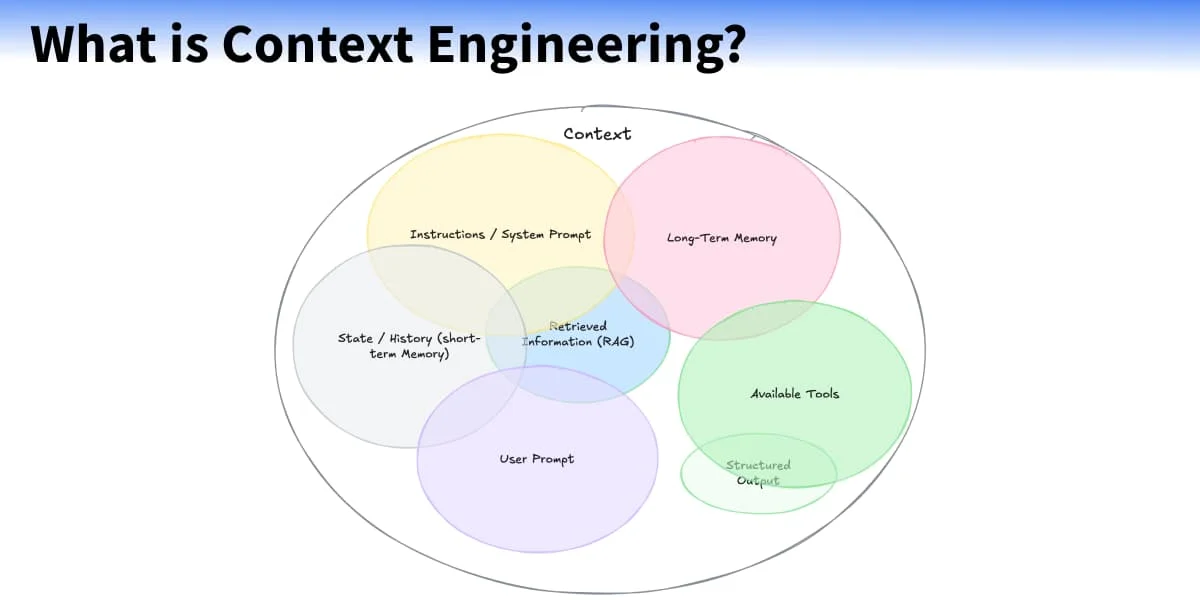 What is Context Engineering?
Context
Instructions / System Prompt
Long-Term Memory
State / History (short-
term Memory)
Retrieved
Information (RAG)
Available Tools
User Prompt
Structured
Output